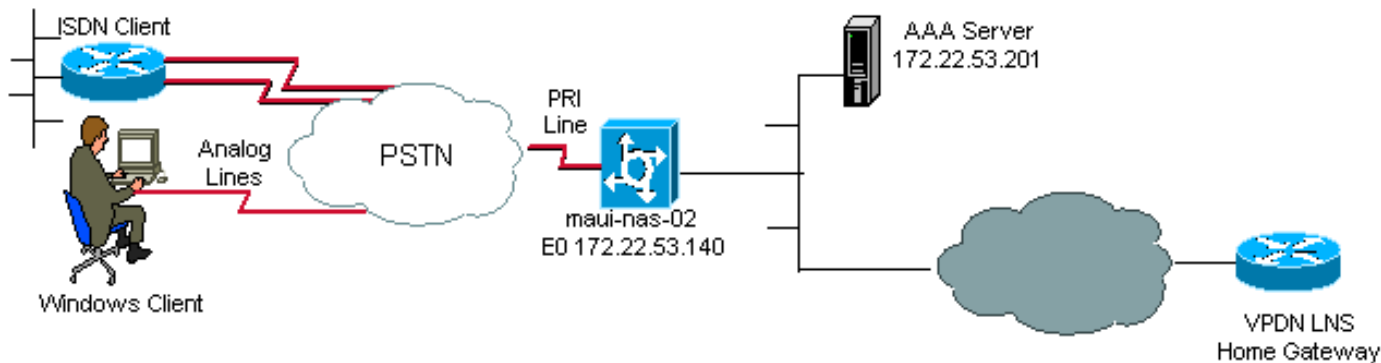 ISDN Client
AAA Server
172.22.53.201
PRI
Line
Analog
Lines
PSTN
maui-nas-02
E0 172.22.53.140
Windows Client
VPDN LNS
Home Gateway